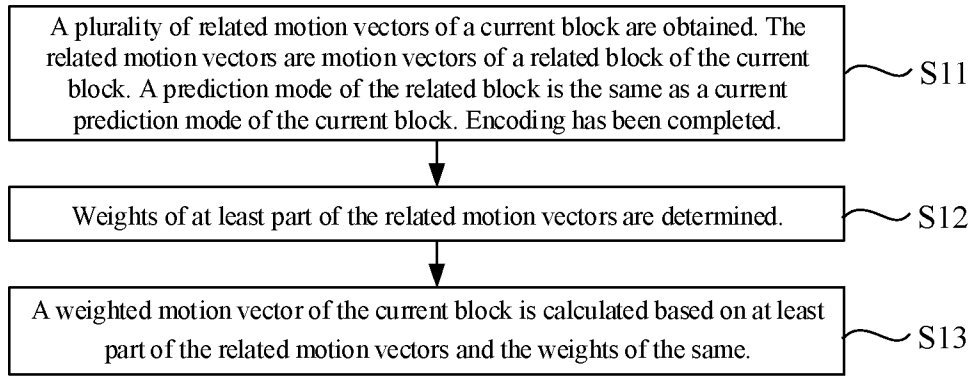 A plurality of related motion vectors of a current block are obtained. The
related motion vectors are motion vectors of a related block of the current
block. A prediction mode of the related block is the same as a current
prediction mode of the current block. Encoding has been completed.
S11
Weights of at least part of the related motion vectors are determined.
S12
A weighted motion vector of the current block is calculated based on at least
part of the related motion vectors and the weights of the same.
S13